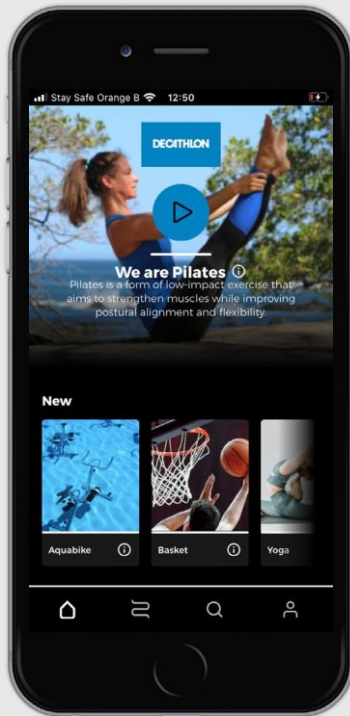 Stay Safe Orange B 12:50
DECATHLON
We are Pilates
Pilates is a form of low-impact exercise that
aims to strengthen muscles while improving
postural alignment and flexibility.
New
Aquabike
Basket
Yoga